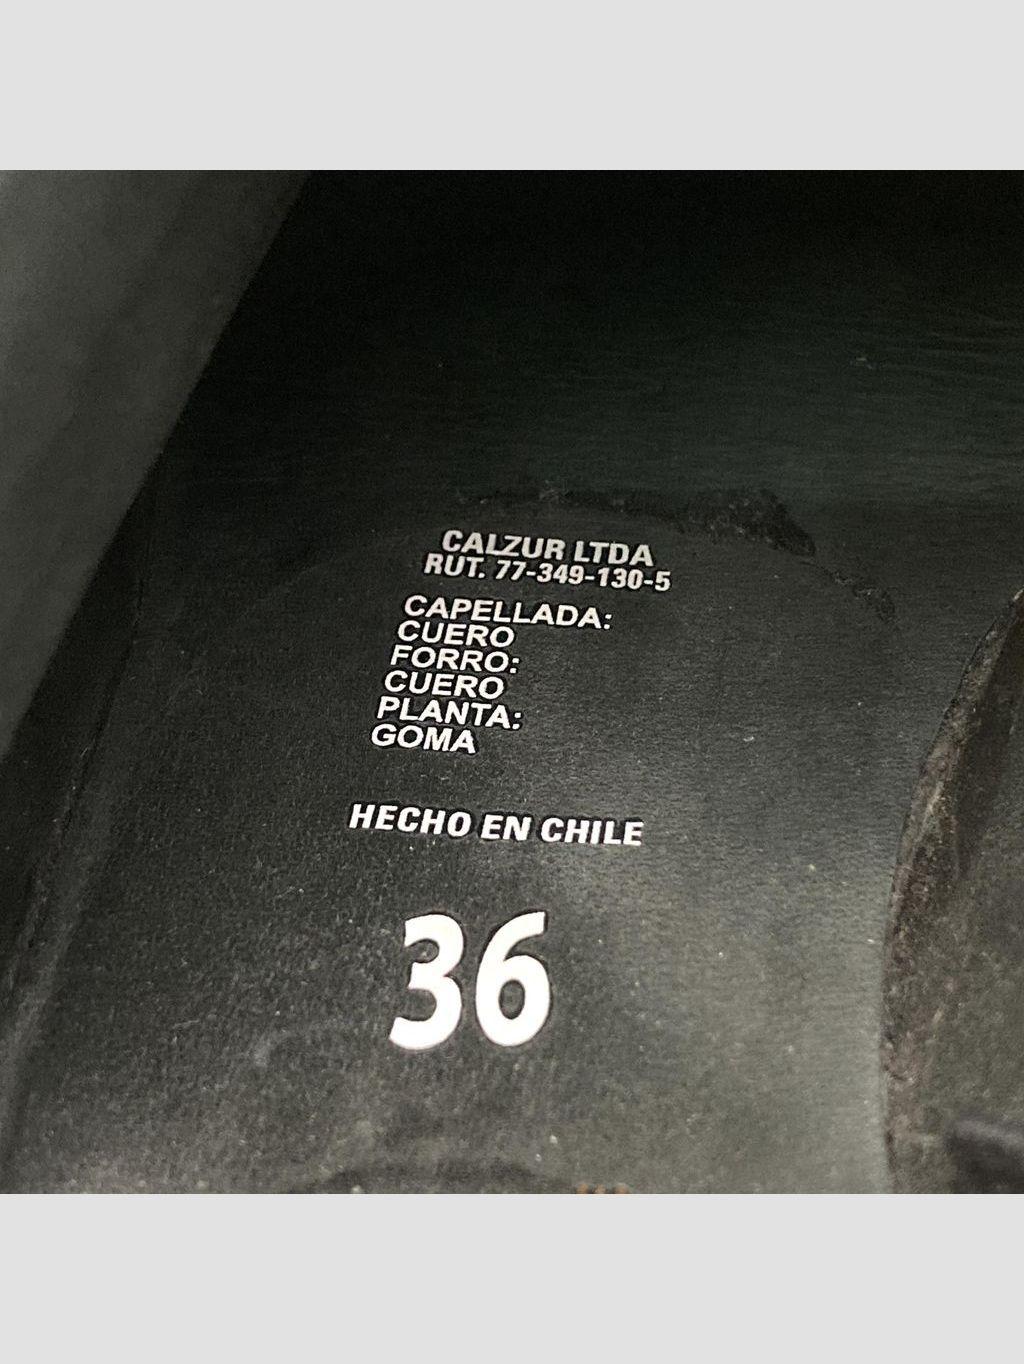 CALZUR LTDA
RUT. 77-349-130-5
CAPELLADA:
CUERO
FORRO:
CUERO
PLANTA:
GOMA
HECHO EN CHILE
36